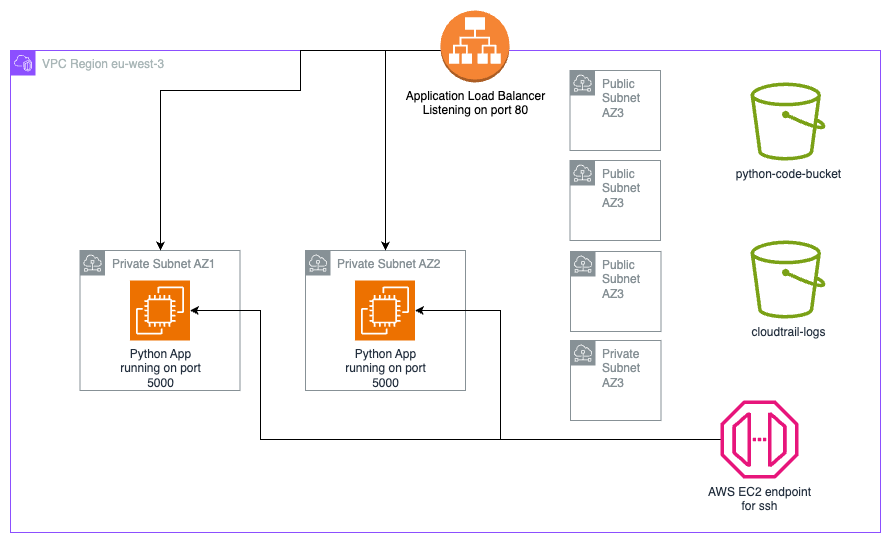 VPC Region eu-west-3
Application Load Balancer
Listening on port 80
Public
Subnet
AZ3
Public
Subnet
AZ3
Public
Subnet
AZ3
Private
Subnet
AZ3
python-code-bucket
cloudtrail-logs
Private Subnet AZ1
Python App
running on port
5000
Private Subnet AZ2
Python App
running on port
5000
AWS EC2 endpoint
for ssh